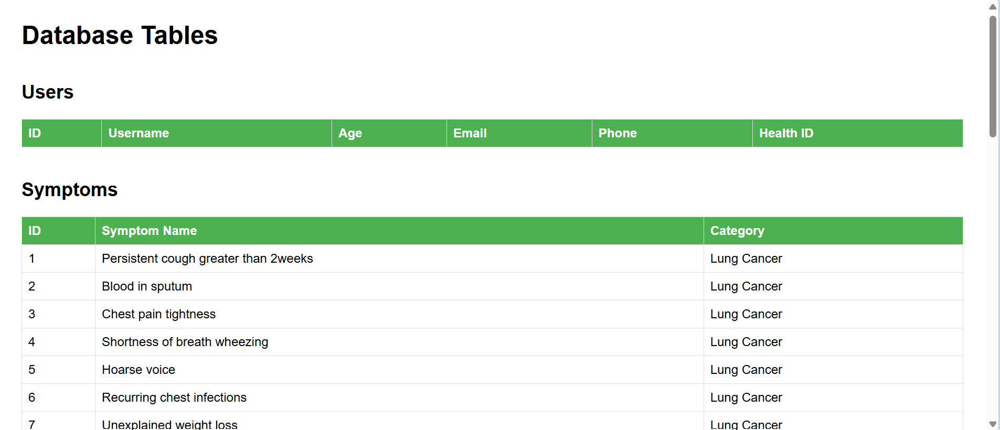 Database Tables
Users
ID Username Age Email Phone Health ID
Symptoms
ID Symptom Name Category
1 Persistent cough greater than 2weeks Lung Cancer
2 Blood in sputum Lung Cancer
3 Chest pain tightness Lung Cancer
4 Shortness of breath wheezing Lung Cancer
5 Hoarse voice Lung Cancer
6 Recurring chest infections Lung Cancer
7 Unexplained weight loss Lung Cancer